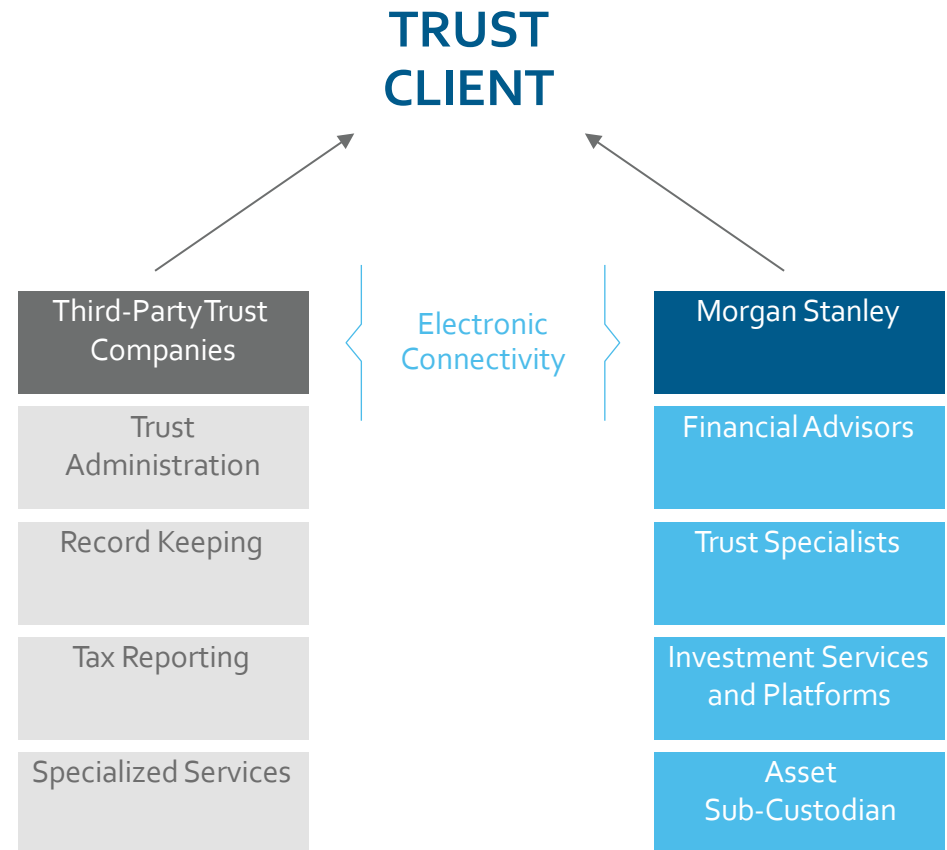 TRUST
CLIENT
Third-Party Trust
Companies
Trust
Administration
Record Keeping
Tax Reporting
Specialized Services
Electronic
Connectivity
Morgan Stanley
Financial Advisors
Trust Specialists
Investment Services
and Platforms
Asset
Sub-Custodian